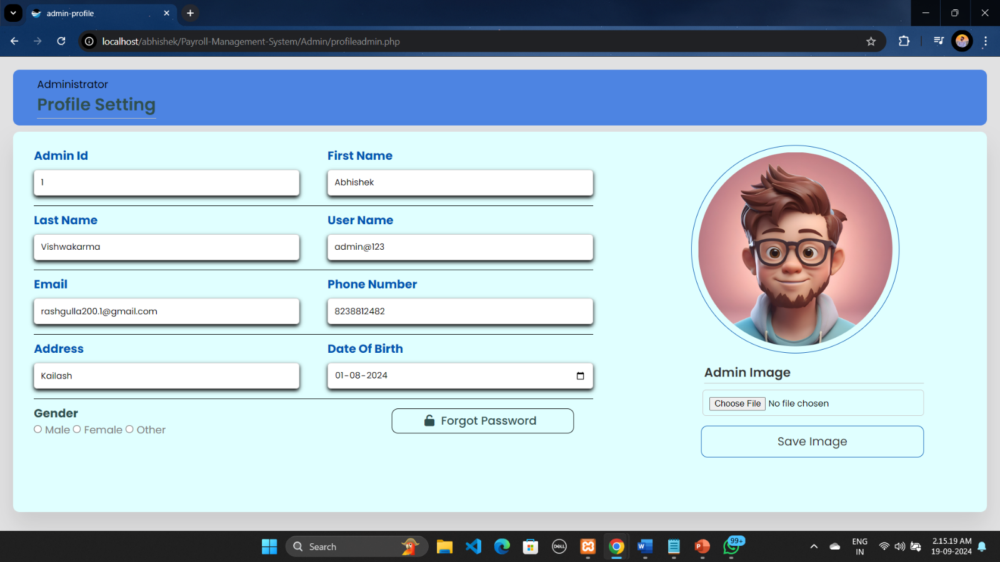 admin-profile
localhost/abhishek/Payroll-Management-System/Admin/profileadmin.php
Administrator
Profile Setting
Admin Id
First Name
1
Abhishek
Last Name
User Name
Vishwakarma
admin@123
Email
Phone Number
rashgulla200.1@gmail.com
8238812482
Address
Date Of Birth
Kailash
01-08-2024
Gender
Male Female Other
Forgot Password
Admin Image
Choose File No file chosen
Save Image
Search
DELL
W
P
99+
ENG
IN
2.15.19 AM
19-09-2024